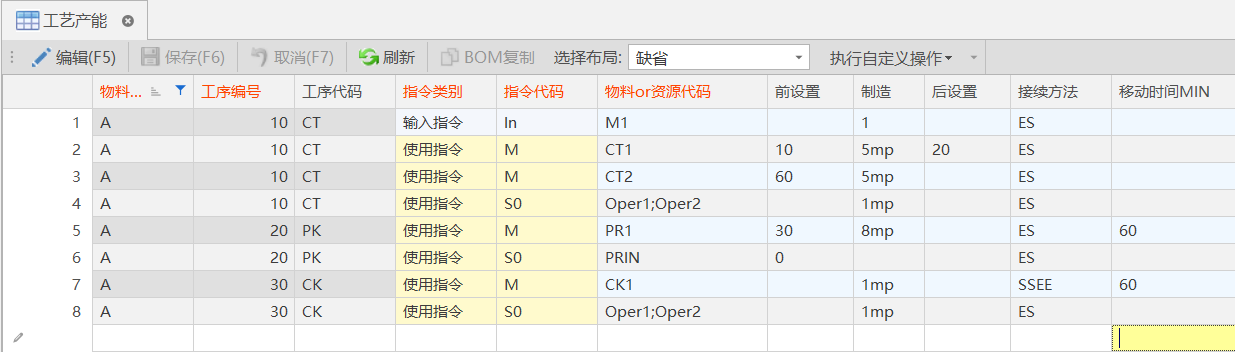 工艺产能
编辑(F5) 保存(F6) 取消(F7) 刷新 BOM复制 选择布局: 缺省 执行自定义操作
物料... 工序编号 工序代码 指令类别 指令代码 物料or资源代码 前设置 制造 后设置 接续方法 移动时间MIN
1 A 10 CT 输入指令 In M1 1 ES
2 A 10 CT 使用指令 M CT1 10 5mp 20 ES
3 A 10 CT 使用指令 M CT2 60 5mp ES
4 A 10 CT 使用指令 S0 Oper1;Oper2 1mp ES
5 A 20 PK 使用指令 M PR1 30 8mp ES 60
6 A 20 PK 使用指令 S0 PRIN 0 ES
7 A 30 CK 使用指令 M CK1 1mp SSEE 60
8 A 30 CK 使用指令 S0 Oper1;Oper2 1mp ES